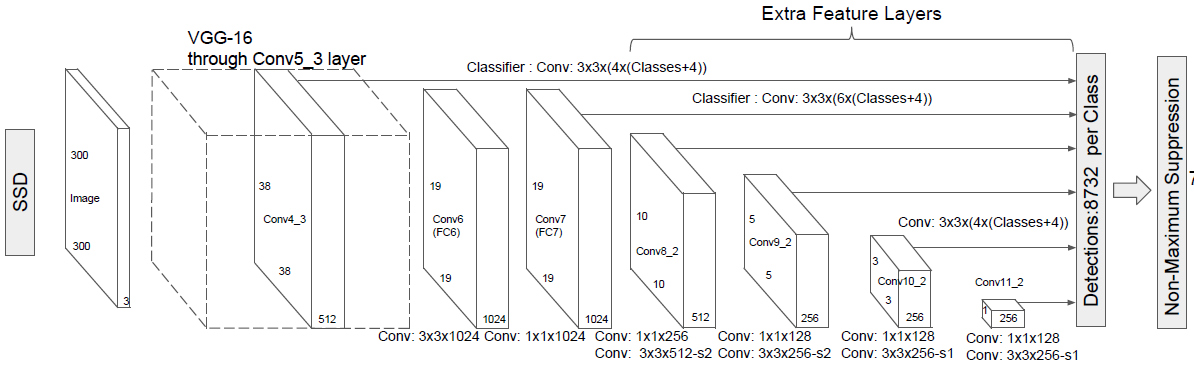 Extra Feature Layers
VGG-16
through Conv5_3 layer
Classifier : Conv: 3x3x(4x(Classes+4))
Classifier : Conv: 3x3x(6x(Classes+4))
SSD
300
Image
300
3
38
Conv4_3
38
512
19
Conv6
(FC6)
19
1024
19
Conv7
(FC7)
19
1024
10
Conv8_2
10
512
5
Conv9_2
5
256
Conv: 3x3x(4x(Classes+4))
3
Conv10_2
3
256
Conv11_2
1
256
Detections:8732 per Class
Non-Maximum Suppression
Conv: 3x3x1024
Conv: 1x1x1024
Conv: 1x1x256
Conv: 3x3x512-s2
Conv: 1x1x128
Conv: 3x3x256-s2
Conv: 1x1x128
Conv: 3x3x256-s1
Conv: 1x1x128
Conv: 3x3x256-s1